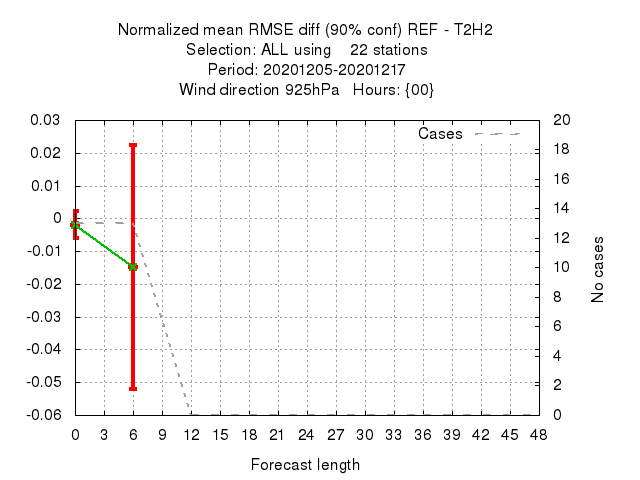 Normalized mean RMSE diff (90% conf) REF - T2H2
Selection: ALL using    22 stations
Period: 20201205-20201217
Wind direction 925hPa   Hours: {00}
Cases
0.03
0.02
0.01
0
-0.01
-0.02
-0.03
-0.04
-0.05
-0.06
20
18
16
14
12
10
8
6
4
2
0
No cases
0 3 6 9 12 15 18 21 24 27 30 33 36 39 42 45 48
Forecast length